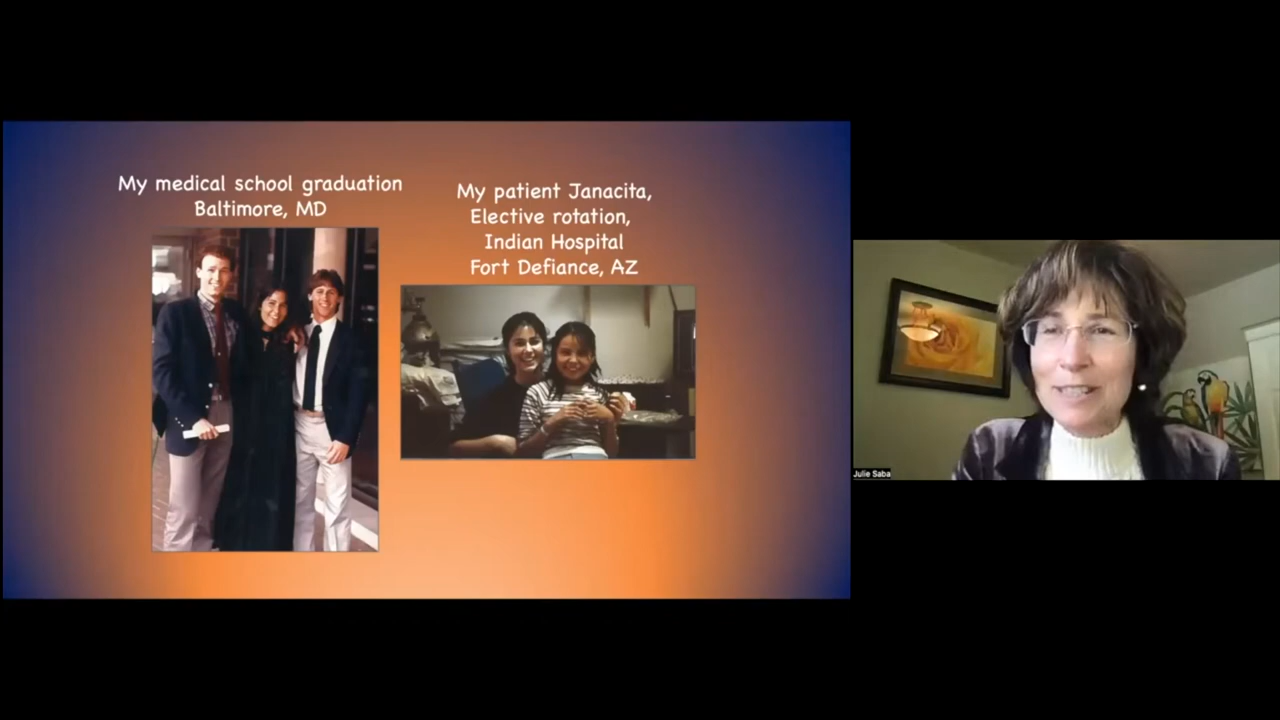 My medical school graduation
Baltimore, MD
My patient Janacita,
Elective rotation,
Indian Hospital
Fort Defiance, AZ
Julie Saba